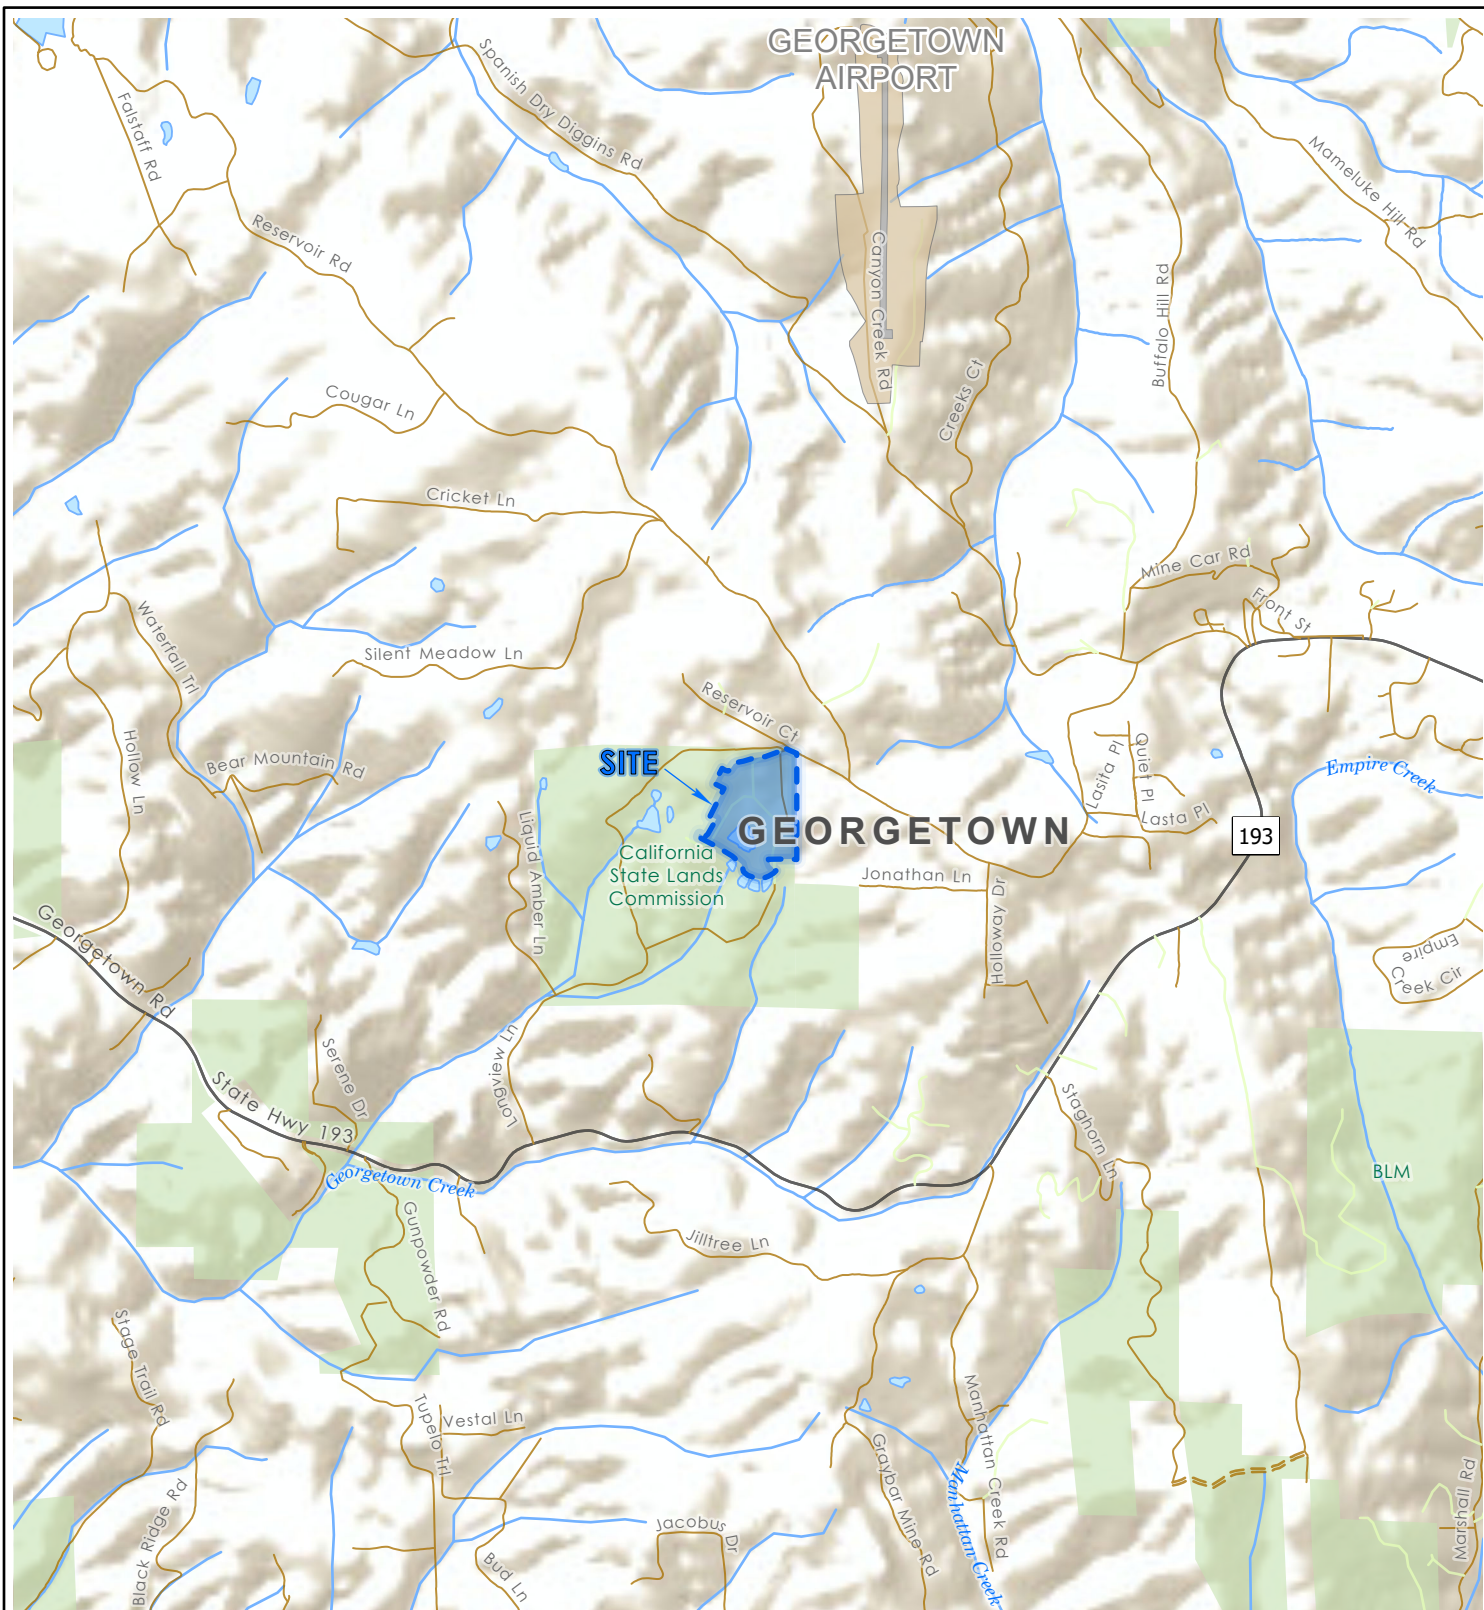 GEORGETOWN
AIRPORT
Spanish Dry Diggins Rd
Falstaff Rd
Mameluke Hill Rd
Reservoir Rd
Canyon Creek Rd
Buffalo Hill Rd
Creeks Ct
Cougar Ln
Cricket Ln
Mine Car Rd
Front St
Waterfall Trl
Silent Meadow Ln
Reservoir Ct
Hollow Ln
Bear Mountain Rd
SITE
Lasita Pl
Quiet Pl
Empire Creek
Lasta Pl
GEORGETOWN
193
Liquid Amber Ln
California
State Lands
Commission
Jonathan Ln
Holloway Dr
Georgetown Rd
Empire
Creek Cir
Serene Dr
Longview Ln
State Hwy 193
Staghorn Ln
Georgetown Creek
BLM
Gunpowder Rd
Jilltree Ln
Stage Trail Rd
Tupelo Trl
Vestal Ln
Manhattan Creek Rd
Graybar Mine Rd
Manhattan Creek
Marshall Rd
Black Ridge Rd
Jacobus Dr
Bud Ln